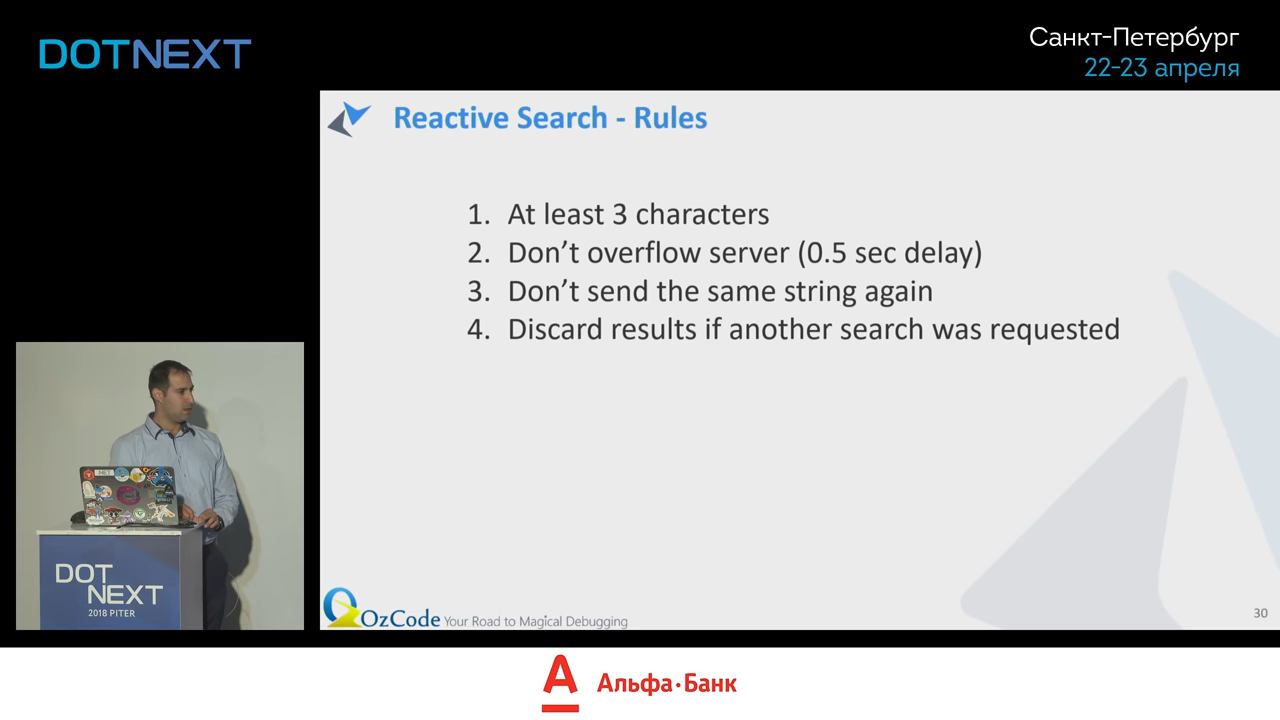 DOTNEXT
Санкт-Петербург
22-23 апреля
Reactive Search - Rules
1. At least 3 characters
2. Don't overflow server (0.5 sec delay)
3. Don't send the same string again
4. Discard results if another search was requested
.NET
DOT
NEXT
2018 PITER
OzCode Your Road to Magical Debugging
30
Альфа·Банк